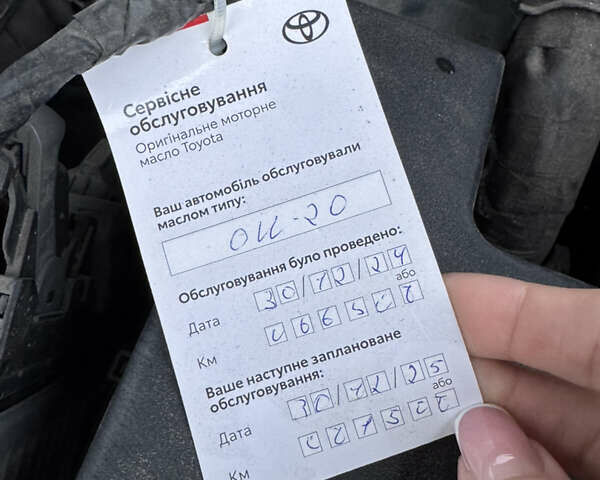 Сервісне
обслуговування
Оригінальне моторне
масло Toyota
Ваш автомобіль обслуговували
маслом типу:
0W-20
Обслуговування було проведено:
Дата 30/12/24
або
Км 066500
Ваше наступне заплановане
обслуговування:
Дата 30/12/25
або
Км